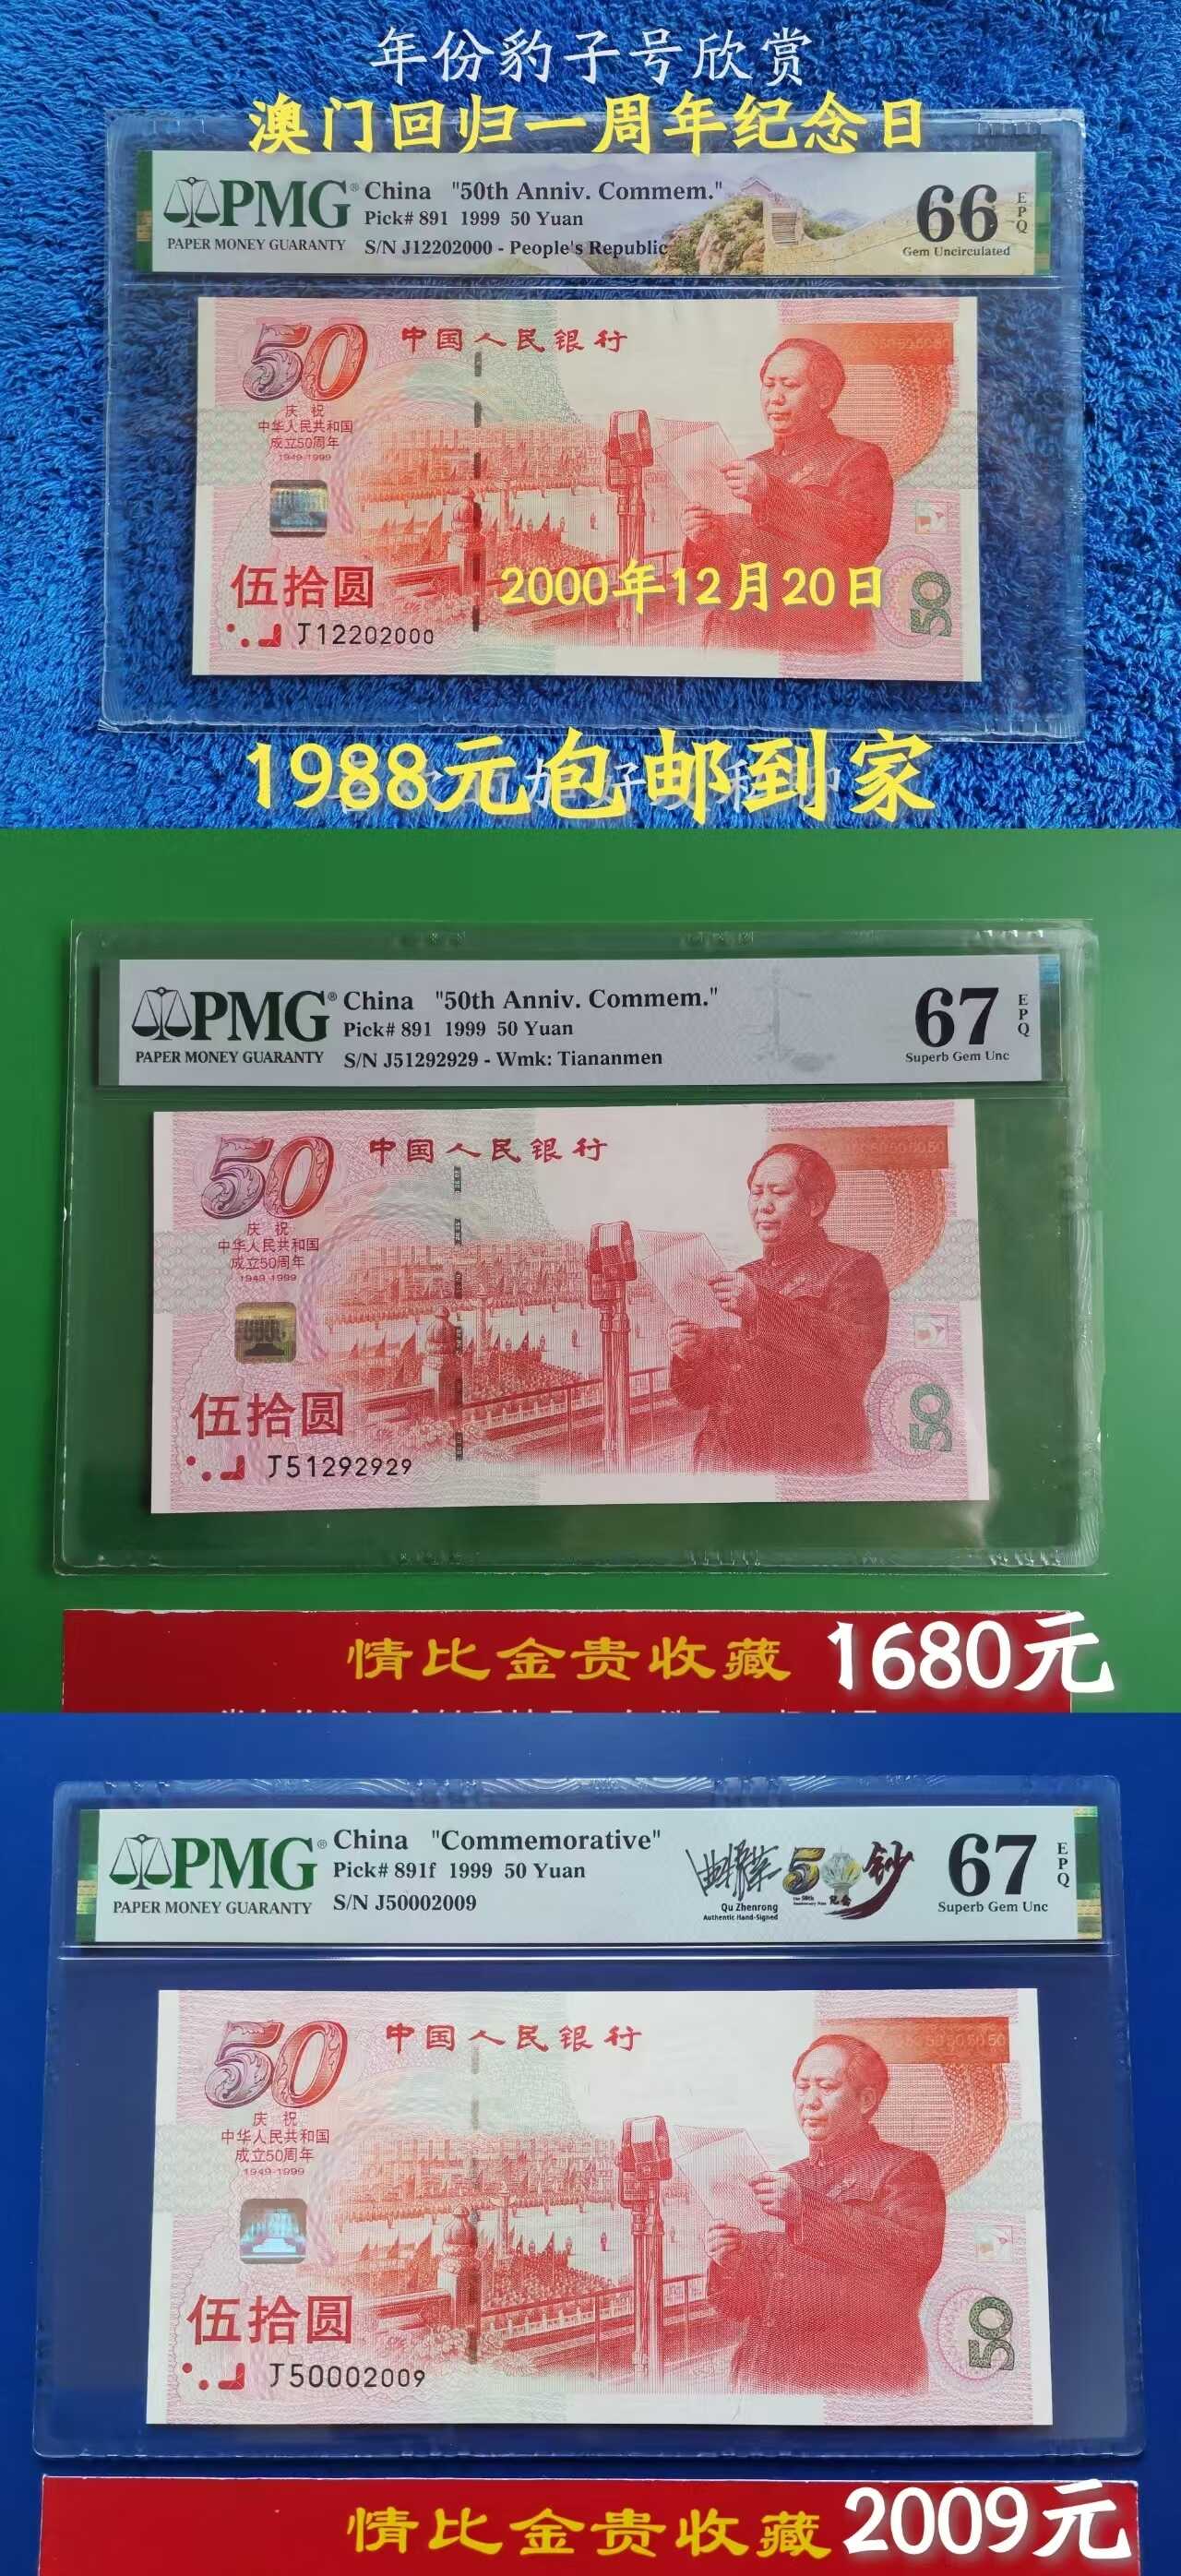 年份豹子号欣赏
澳门回归一周年纪念日
PMG®
PAPER MONEY GUARANTY
China "50th Anniv. Commem."
Pick# 891 1999 50 Yuan
S/N J12202000 - People's Republic
66
EPQ
Gem Uncirculated
50
中国人民银行
庆祝
中华人民共和国
成立50周年
1949-1999
伍拾圆
2000年12月20日
50
J12202000
1988元包邮到家
PMG®
PAPER MONEY GUARANTY
China "50th Anniv. Commem."
Pick# 891 1999 50 Yuan
S/N J51292929 - Wmk: Tiananmen
67
EPQ
Superb Gem Unc
50
中国人民银行
庆祝
中华人民共和国
成立50周年
1949-1999
伍拾圆
50
J51292929
情比金贵收藏 1680元
PMG®
PAPER MONEY GUARANTY
China "Commemorative"
Pick# 891f 1999 50 Yuan
S/N J50002009
Qu Zhenrong
Authentic Hand-Signed
67
EPQ
Superb Gem Unc
50
中国人民银行
庆祝
中华人民共和国
成立50周年
1949-1999
伍拾圆
50
J50002009
情比金贵收藏 2009元